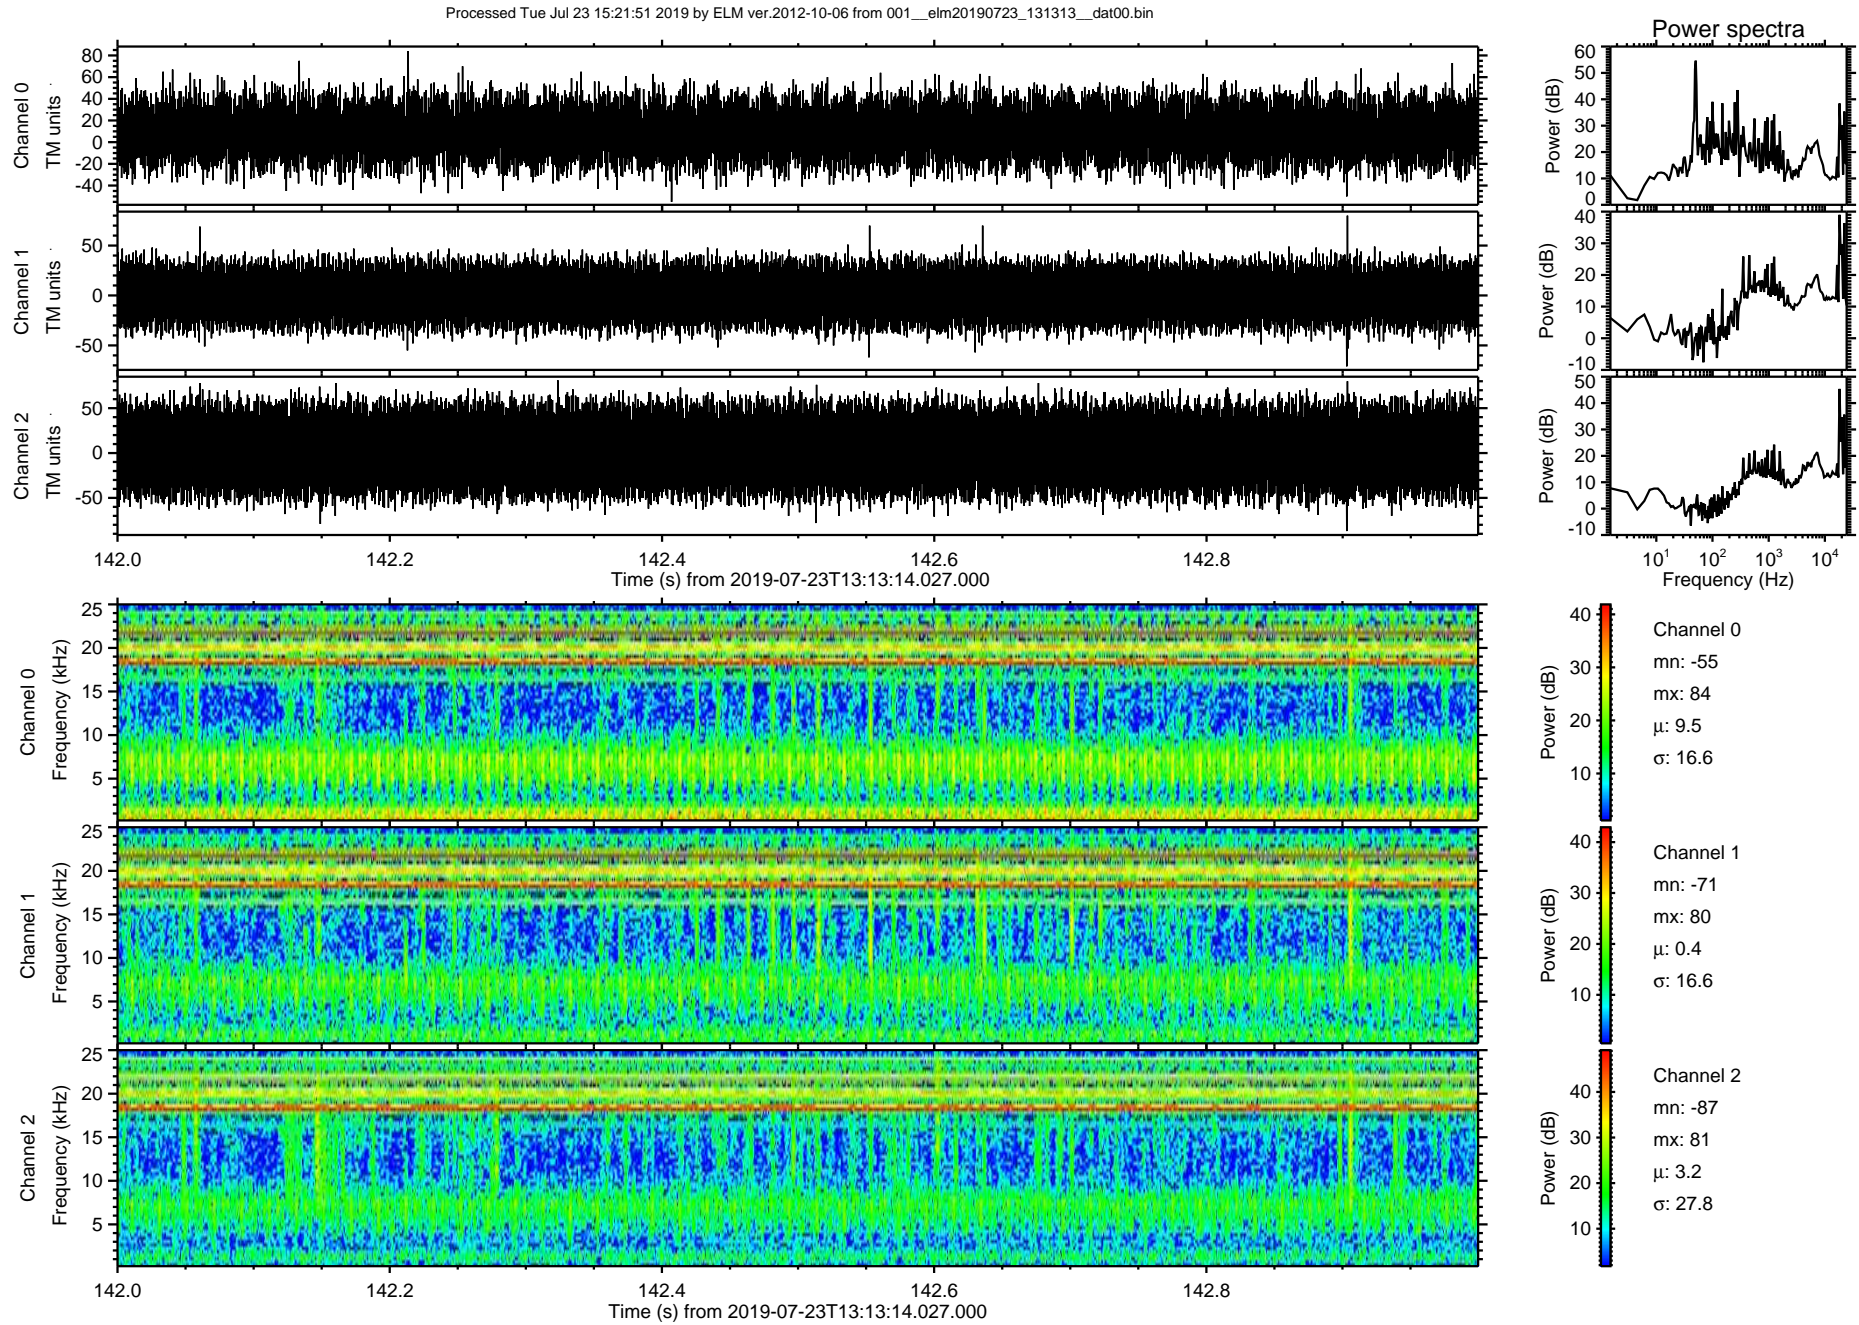 Processed Tue Jul 23 15:21:51 2019 by ELM ver.2012-10-06 from 001__elm20190723_131313__dat00.bin
Power spectra
Channel 0
TM units
80
60
40
20
0
-20
-40
Power (dB)
60
50
40
30
20
10
0
Channel 1
TM units
50
0
-50
Power (dB)
40
30
20
10
0
-10
Channel 2
TM units
50
0
-50
Power (dB)
50
40
30
20
10
0
-10
142.0 142.2 142.4 142.6 142.8
Time (s) from 2019-07-23T13:13:14.027.000
10^1 10^2 10^3 10^4
Frequency (Hz)
Channel 0
Frequency (kHz)
25
20
15
10
5
Power (dB)
40
30
20
10
Channel 0
mn: -55
mx: 84
μ: 9.5
σ: 16.6
Channel 1
Frequency (kHz)
25
20
15
10
5
Power (dB)
40
30
20
10
Channel 1
mn: -71
mx: 80
μ: 0.4
σ: 16.6
Channel 2
Frequency (kHz)
25
20
15
10
5
Power (dB)
40
30
20
10
Channel 2
mn: -87
mx: 81
μ: 3.2
σ: 27.8
142.0 142.2 142.4 142.6 142.8
Time (s) from 2019-07-23T13:13:14.027.000